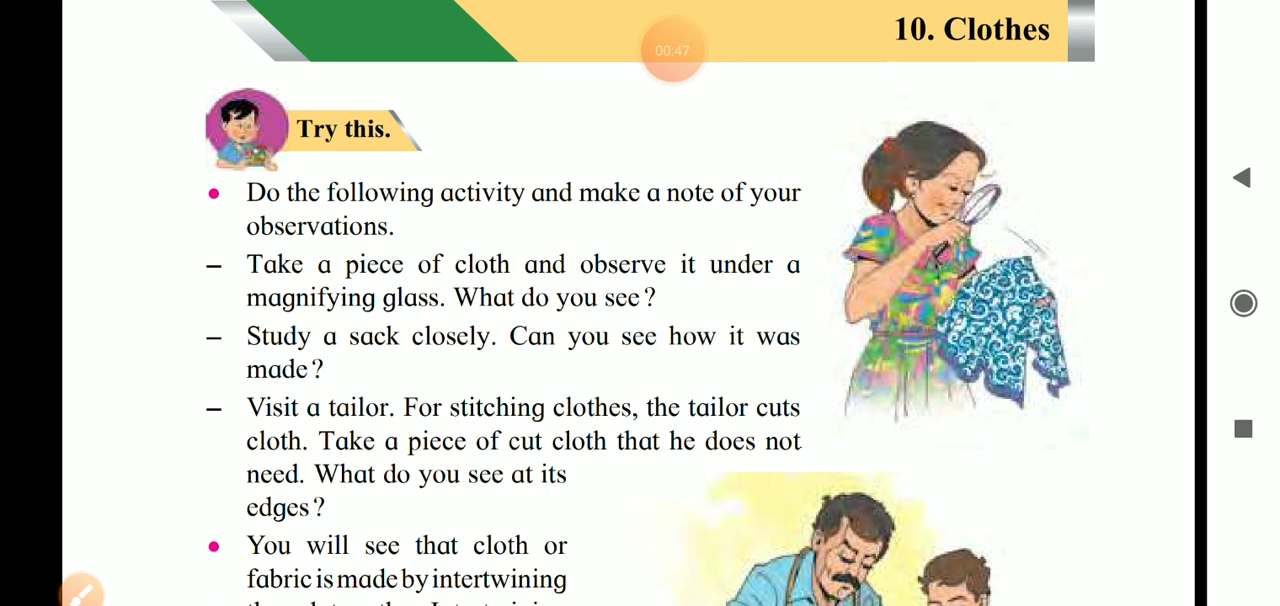 10. Clothes
00:47
Try this.
• Do the following activity and make a note of your
observations.
– Take a piece of cloth and observe it under a
magnifying glass. What do you see?
– Study a sack closely. Can you see how it was
made?
– Visit a tailor. For stitching clothes, the tailor cuts
cloth. Take a piece of cut cloth that he does not
need. What do you see at its
edges?
• You will see that cloth or
fabric is made by intertwining